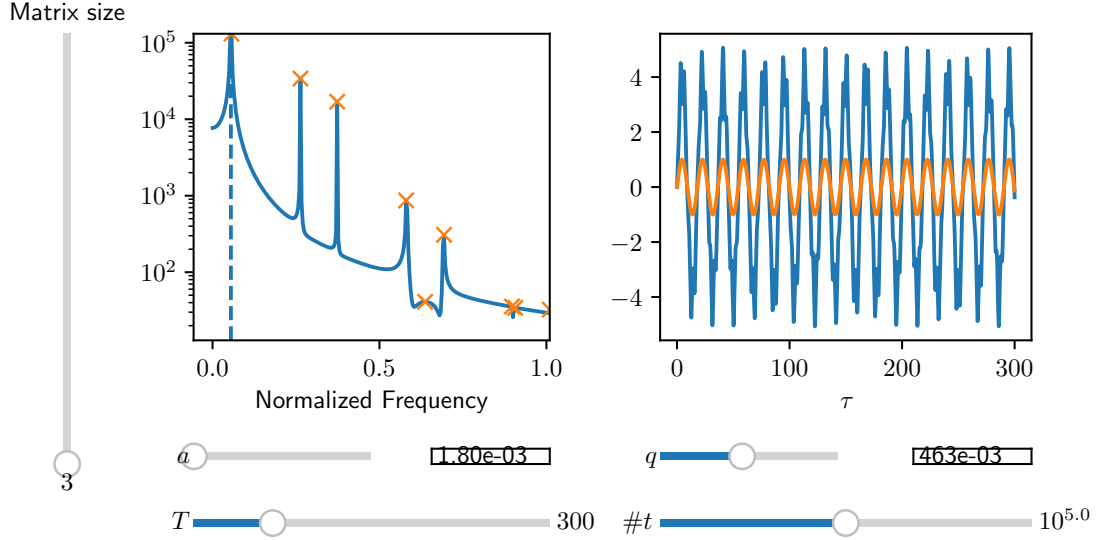 Matrix size
10^5
10^4
10^3
10^2
0.0 0.5 1.0
Normalized Frequency
4
2
0
−2
−4
0 100 200 300
τ
3
a 1.80e-03
q 463e-03
T 300
#t 10^5.0